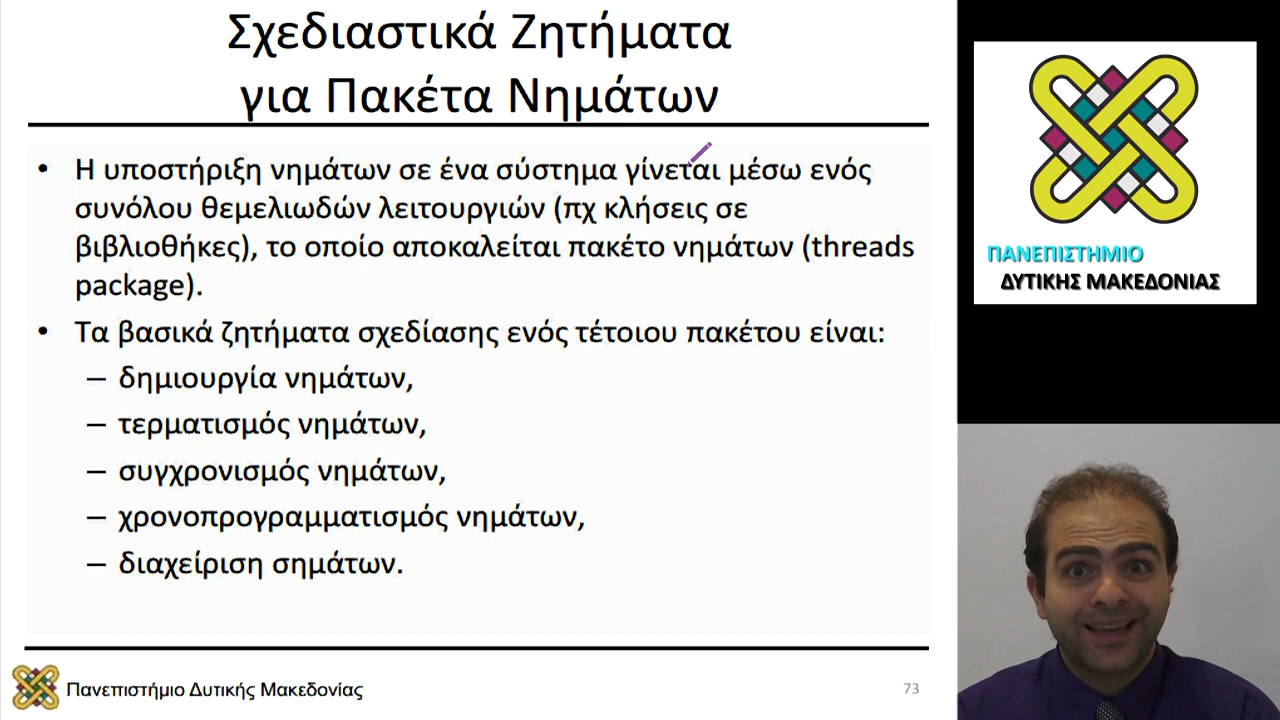 Σχεδιαστικά Ζητήματα
για Πακέτα Νημάτων
• Η υποστήριξη νημάτων σε ένα σύστημα γίνεται μέσω ενός
συνόλου θεμελιωδών λειτουργιών (πχ κλήσεις σε
βιβλιοθήκες), το οποίο αποκαλείται πακέτο νημάτων (threads
package).
• Τα βασικά ζητήματα σχεδίασης ενός τέτοιου πακέτου είναι:
– δημιουργία νημάτων,
– τερματισμός νημάτων,
– συγχρονισμός νημάτων,
– χρονοπρογραμματισμός νημάτων,
– διαχείριση σημάτων.
Πανεπιστήμιο Δυτικής Μακεδονίας
73
ΠΑΝΕΠΙΣΤΗΜΙΟ
ΔΥΤΙΚΗΣ ΜΑΚΕΔΟΝΙΑΣ